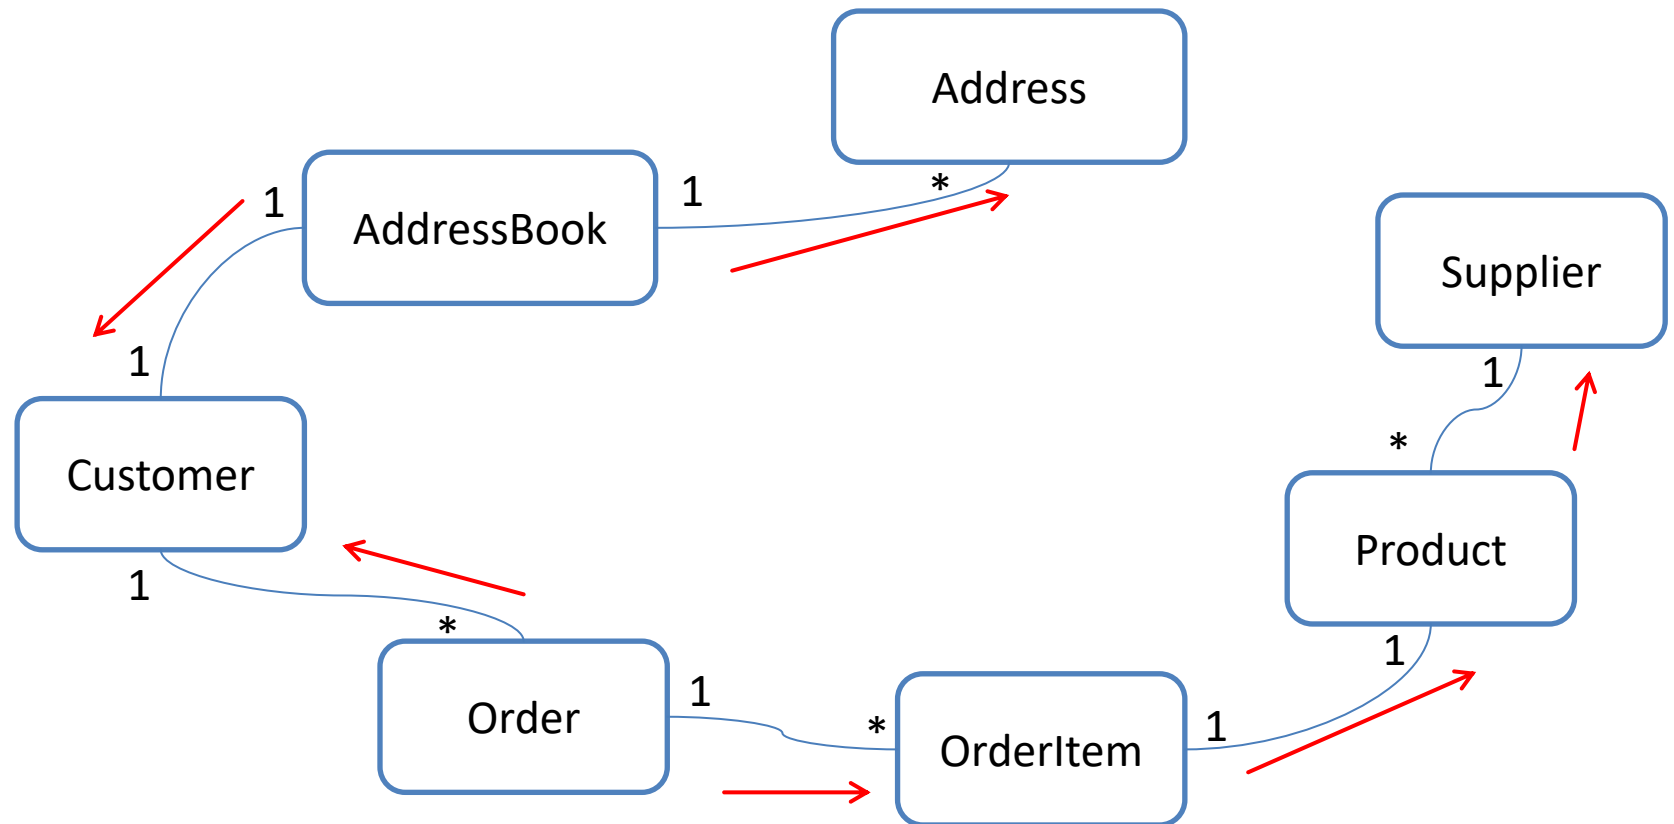 Address
1
*
1
AddressBook
Supplier
1
1
*
Customer
Product
1
*
1
1
Order
*
1
OrderItem